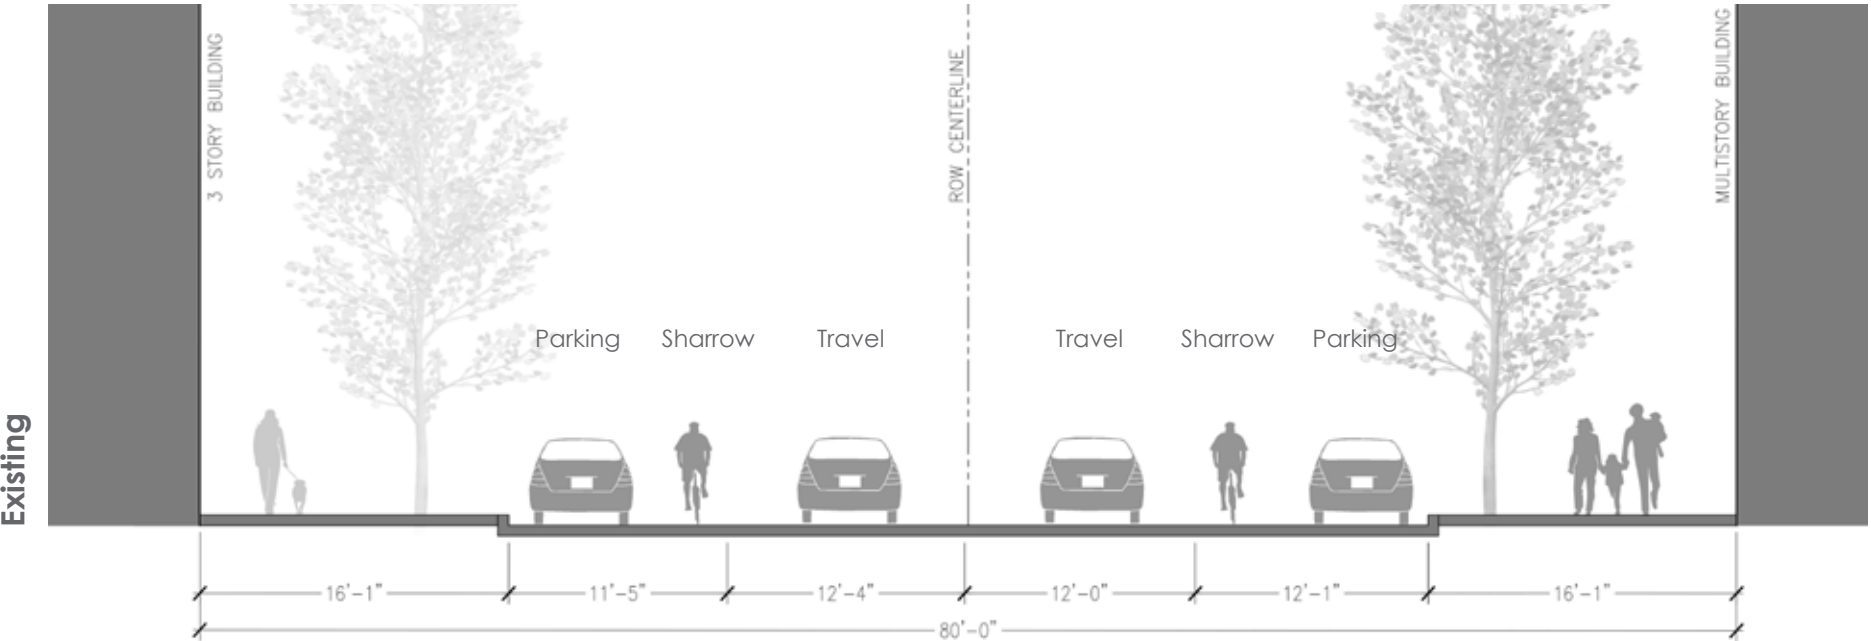 3 STORY BUILDING
ROW CENTERLINE
MULTISTORY BUILDING
Parking Sharrow Travel Travel Sharrow Parking
Existing
16'-1" 11'-5" 12'-4" 12'-0" 12'-1" 16'-1"
80'-0"